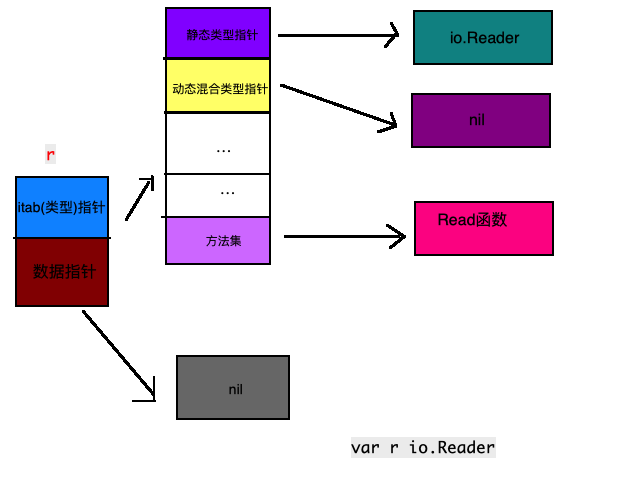 静态类型指针
io.Reader
动态混合类型指针
nil
...
r
...
itab(类型)指针
Read函数
方法集
数据指针
nil
var r io.Reader